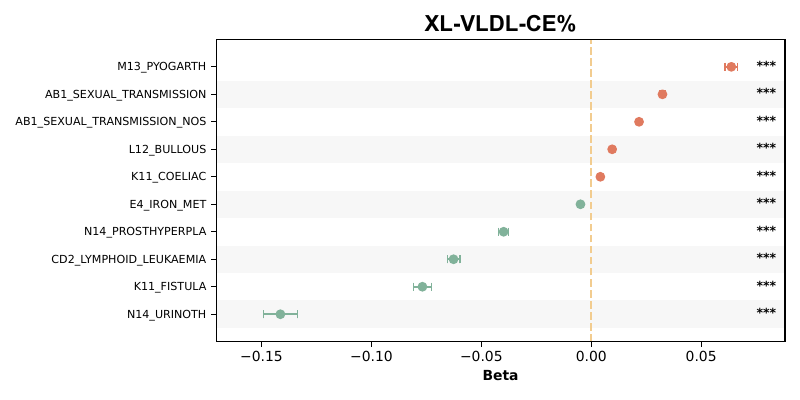 XL-VLDL-CE%
M13_PYOGARTH ***
AB1_SEXUAL_TRANSMISSION ***
AB1_SEXUAL_TRANSMISSION_NOS ***
L12_BULLOUS ***
K11_COELIAC ***
E4_IRON_MET ***
N14_PROSTHYPERPLA ***
CD2_LYMPHOID_LEUKAEMIA ***
K11_FISTULA ***
N14_URINOTH ***
−0.15 −0.10 −0.05 0.00 0.05
Beta